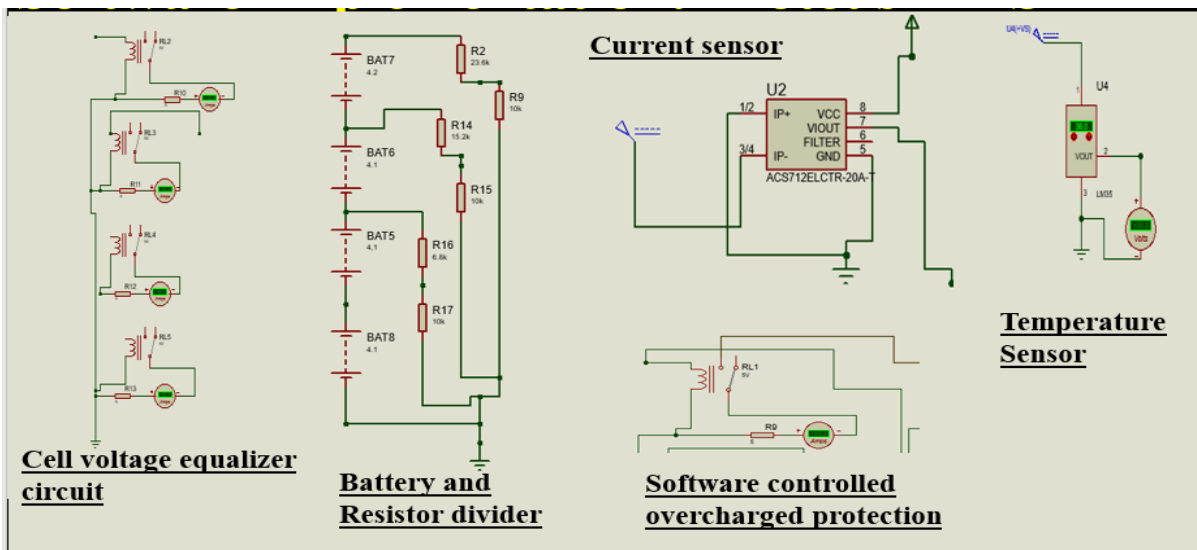 RL2
R10
RL3
R11
RL4
R12
RL5
R13
Cell voltage equalizer
circuit
BAT7
4.2
R2
23.6k
R9
10k
R14
15.2k
BAT6
4.1
R15
10k
BAT5
4,1
R16
6.8k
R17
10k
BAT8
4.1
Battery and
Resistor divider
Current sensor
U2
1/2 IP+ VCC 8
VIOUT 7
FILTER 6
3/4 IP- GND 5
ACS712ELCTR-20A-T
RL1
5V
R9
Amps
Software controlled
overcharged protection
U4(+VS)
1
U4
VOUT 2
3
LM35
Volts
Temperature
Sensor